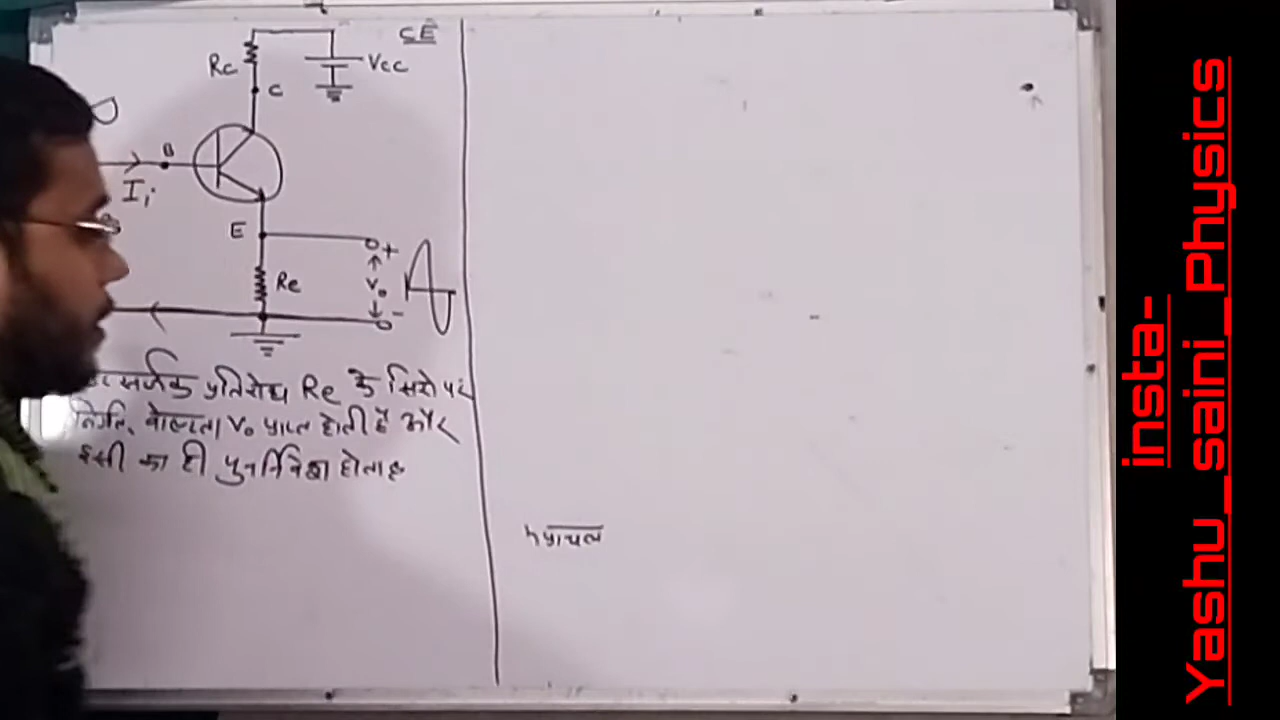 CE
Rc
Vcc
C
B
Ii
E
+
Re
Vo
-
उत्सर्जक प्रतिरोध Re के सिरो पर
निर्गत वोल्टता Vo प्राप्त होती है और
इसी का ही पुनर्निवेश होता है
insta-
Yashu_saini_Physics